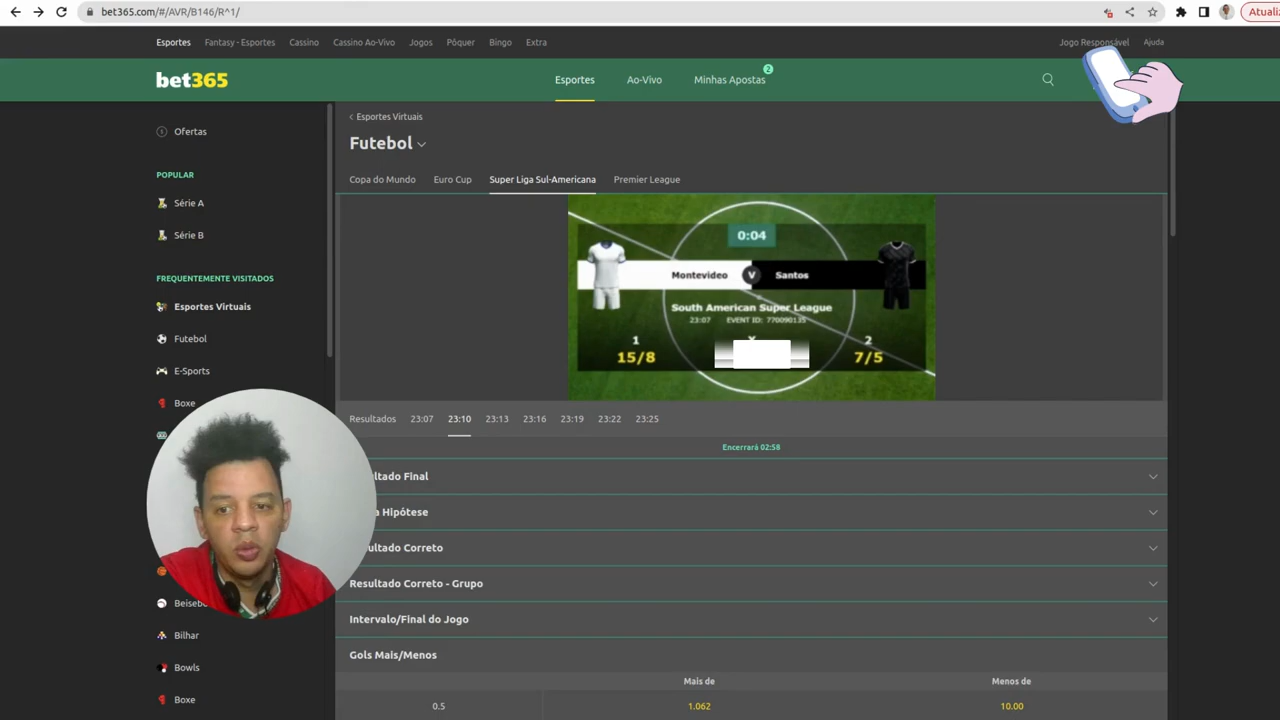 bet365.com/#/AVR/B146/R^1/
Atualiz
Esportes Fantasy - Esportes Cassino Cassino Ao-Vivo Jogos Pôquer Bingo Extra Jogo Responsável Ajuda
bet365 Esportes Ao-Vivo Minhas Apostas 2
Ofertas
POPULAR
Série A
Série B
FREQUENTEMENTE VISITADOS
Esportes Virtuais
Futebol
E-Sports
Boxe
Bilhar
Bowls
Boxe
Esportes Virtuais
Futebol
Copa do Mundo Euro Cup Super Liga Sul-Americana Premier League
0:04
Montevideo V Santos
South American Super League
23:07 EVENT ID: 770090135
1 2
15/8 7/5
Resultados 23:07 23:10 23:13 23:16 23:19 23:22 23:25
Encerrará 02:58
ultado Final
a Hipótese
ultado Correto
Resultado Correto - Grupo
Intervalo/Final do Jogo
Gols Mais/Menos
Mais de Menos de
0.5 1.062 10.00